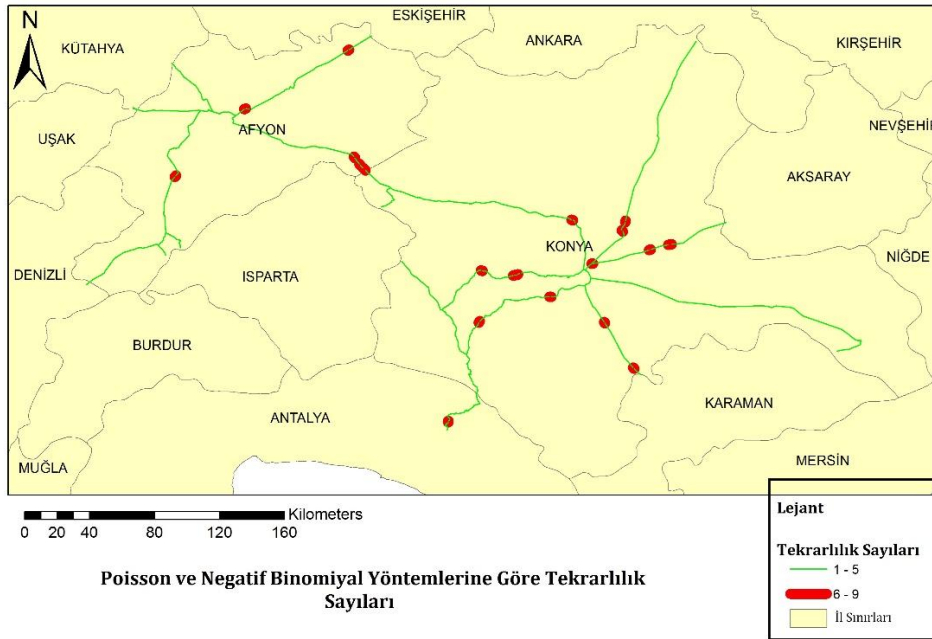 N
ESKİŞEHİR
KÜTAHYA
ANKARA
KIRŞEHİR
NEVŞEHİR
AFYON
UŞAK
AKSARAY
KONYA
NİĞDE
DENİZLİ
ISPARTA
BURDUR
KARAMAN
ANTALYA
MUĞLA
MERSİN
Kilometers
0 20 40 80 120 160
Poisson ve Negatif Binomiyal Yöntemlerine Göre Tekrarlılık
Sayıları
Lejant
Tekrarlılık Sayıları
1 - 5
6 - 9
İl Sınırları